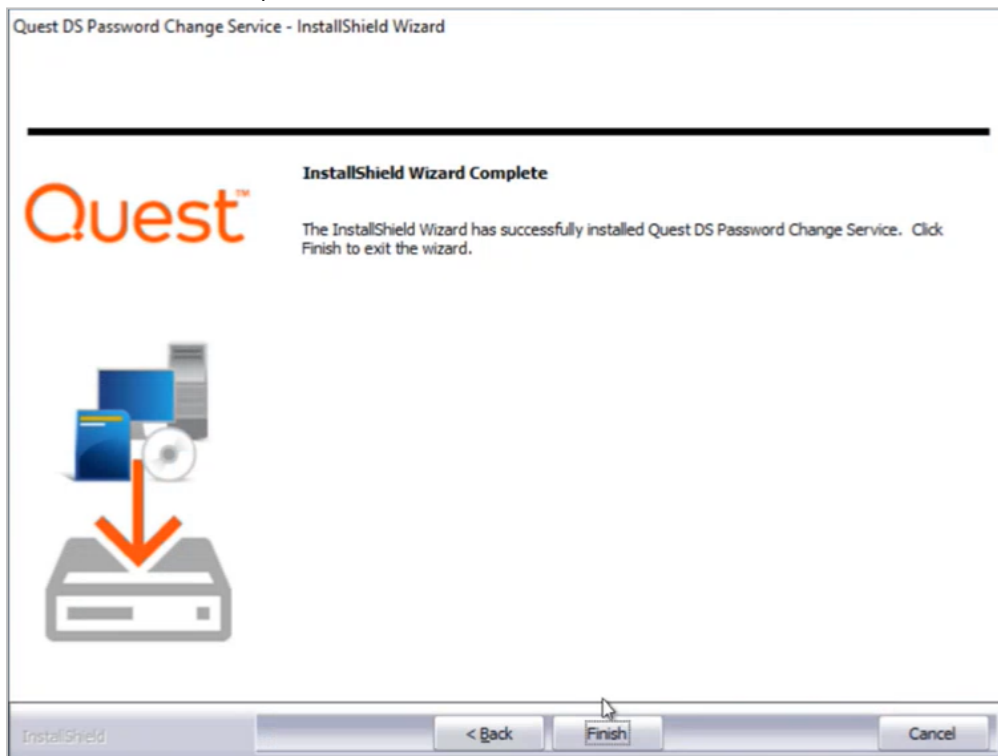 Quest DS Password Change Service - InstallShield Wizard
InstallShield Wizard Complete
Quest™
The InstallShield Wizard has successfully installed Quest DS Password Change Service. Click
Finish to exit the wizard.
InstallShield
< Back
Finish
Cancel